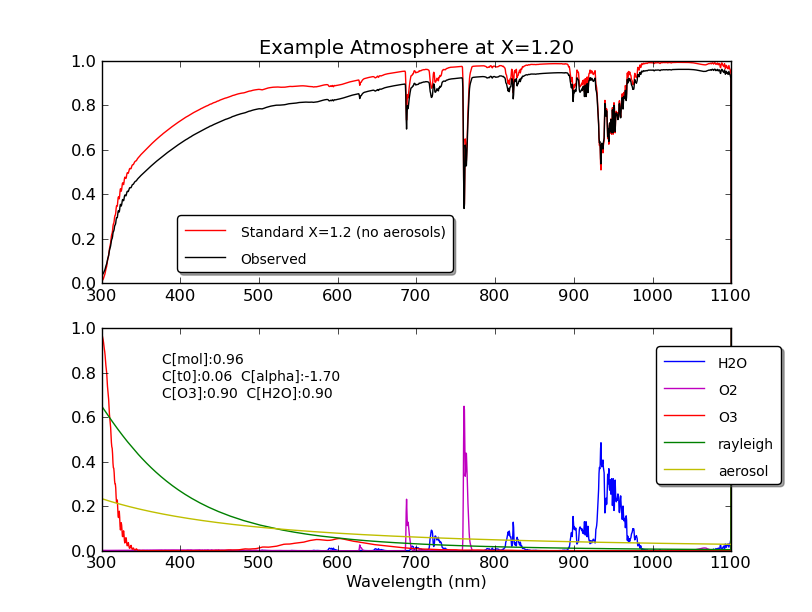 Example Atmosphere at X=1.20
1.0
0.8
0.6
0.4
0.2
0.0
Standard X=1.2 (no aerosols)
Observed
300 400 500 600 700 800 900 1000 1100
1.0
0.8
0.6
0.4
0.2
0.0
C[mol]:0.96
C[t0]:0.06 C[alpha]:-1.70
C[O3]:0.90 C[H2O]:0.90
H2O
O2
O3
rayleigh
aerosol
300 400 500 600 700 800 900 1000 1100
Wavelength (nm)